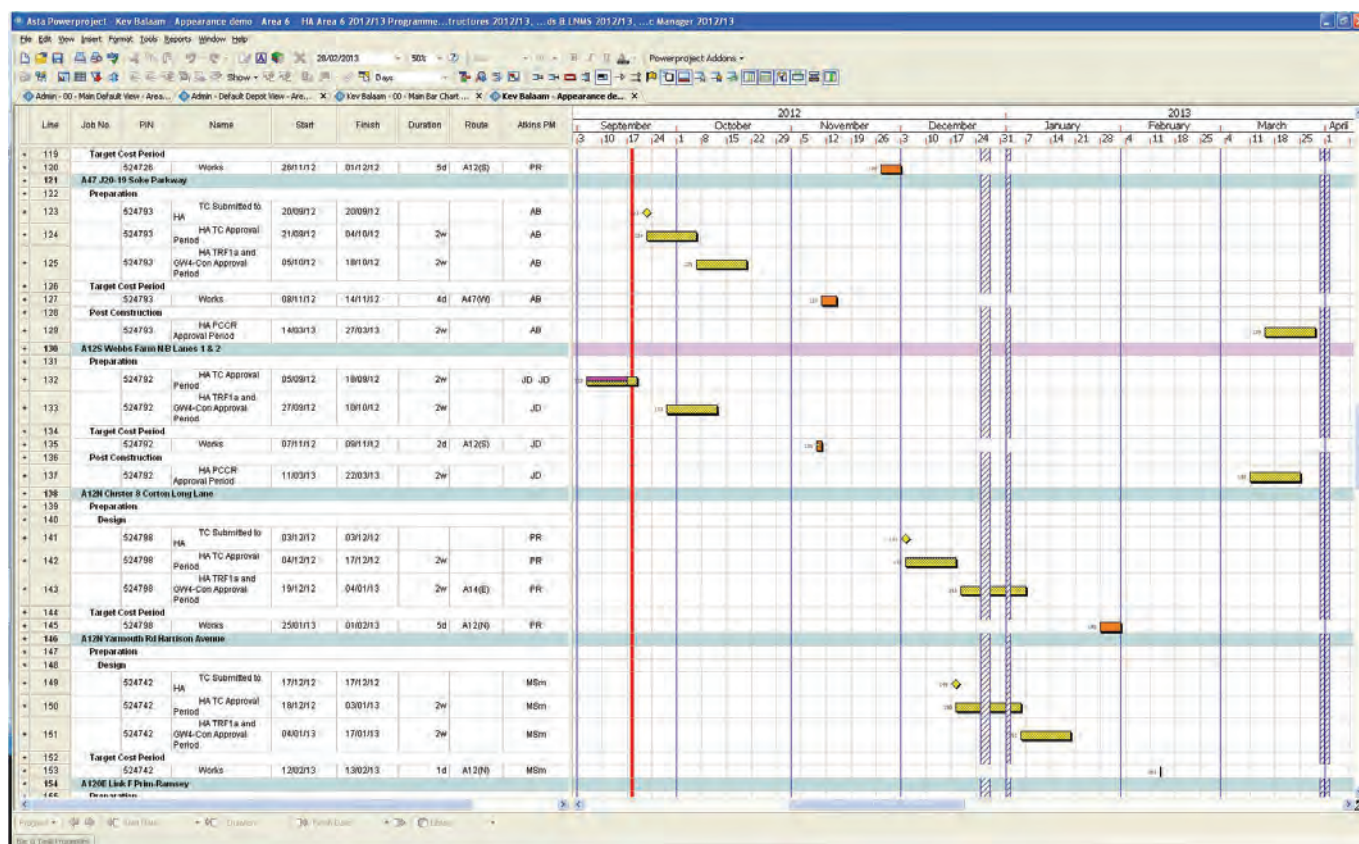 Asta Powerproject - Kev Balaam - Appearance demo - Area 6 - HA Area 6 2012/13 Programme...tructures 2012/13, ...ds & LNMS 2012/13, ...c Manager 2012/13
File Edit View Insert Format Tools Reports Window Help
28/02/2013 50% B I U Powerproject Addons
Show Days
Admin - 00 - Main Default View - Area... X Admin - Default Depot View - Are... X Kev Balaam - 00 - Main Bar Chart ... X Kev Balaam - Appearance de... X
Line Job No. PIN Name Start Finish Duration Route Atkins PM
2012 2013
September October November December January February March April
3 10 17 24 1 8 15 22 29 5 12 19 26 3 10 17 24 31 7 14 21 28 4 11 18 25 4 11 18 25 1
119 Target Cost Period
120 524726 Works 26/11/12 01/12/12 5d A12(S) PR
121 A47 J20-19 Soke Parkway
122 Preparation
123 524793 TC Submitted to HA 20/09/12 20/09/12 AB
124 524793 HA TC Approval Period 21/09/12 04/10/12 2w AB
125 524793 HA TRF1a and GW4-Con Approval Period 05/10/12 18/10/12 2w AB
126 Target Cost Period
127 524793 Works 08/11/12 14/11/12 4d A47(W) AB
128 Post Construction
129 524793 HA PCCR Approval Period 14/03/13 27/03/13 2w AB
130 A12S Webbs Farm NB Lanes 1 & 2
131 Preparation
132 524792 HA TC Approval Period 05/09/12 18/09/12 2w JD JD
133 524792 HA TRF1a and GW4-Con Approval Period 27/09/12 10/10/12 2w JD
134 Target Cost Period
135 524792 Works 07/11/12 09/11/12 2d A12(S) JD
136 Post Construction
137 524792 HA PCCR Approval Period 11/03/13 22/03/13 2w JD
138 A12N Cluster 8 Corton Long Lane
139 Preparation
140 Design
141 524798 TC Submitted to HA 03/12/12 03/12/12 PR
142 524798 HA TC Approval Period 04/12/12 17/12/12 2w PR
143 524798 HA TRF1a and GW4-Con Approval Period 19/12/12 04/01/13 2w A14(E) PR
144 Target Cost Period
145 524798 Works 25/01/13 01/02/13 5d A12(N) PR
146 A12N Yarmouth Rd Harrison Avenue
147 Preparation
148 Design
149 524742 TC Submitted to HA 17/12/12 17/12/12 MSm
150 524742 HA TC Approval Period 18/12/12 03/01/13 2w MSm
151 524742 HA TRF1a and GW4-Con Approval Period 04/01/13 17/01/13 2w MSm
152 Target Cost Period
153 524742 Works 12/02/13 13/02/13 1d A12(N) MSm
154 A120E Link F Prim-Ramsey
155 Preparation